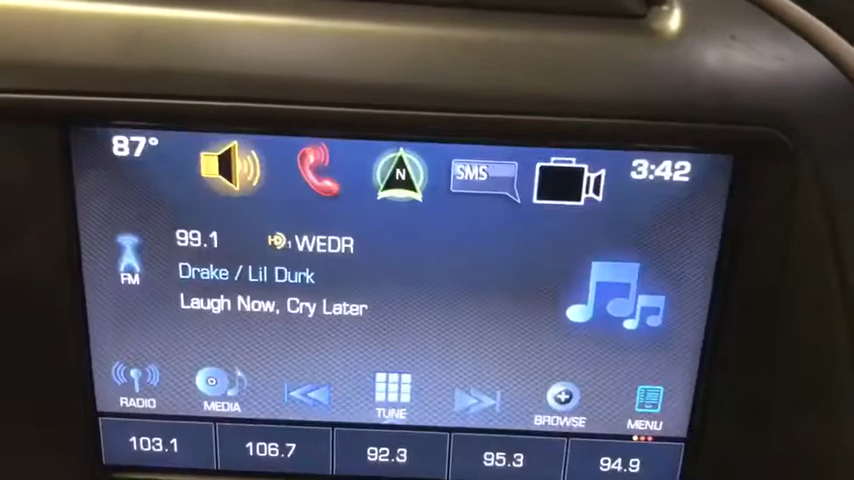 87° SMS 3:42
N
99.1 HD1 WEDR
FM
Drake / Lil Durk
Laugh Now, Cry Later
RADIO MEDIA TUNE BROWSE MENU
103.1 106.7 92.3 95.3 94.9